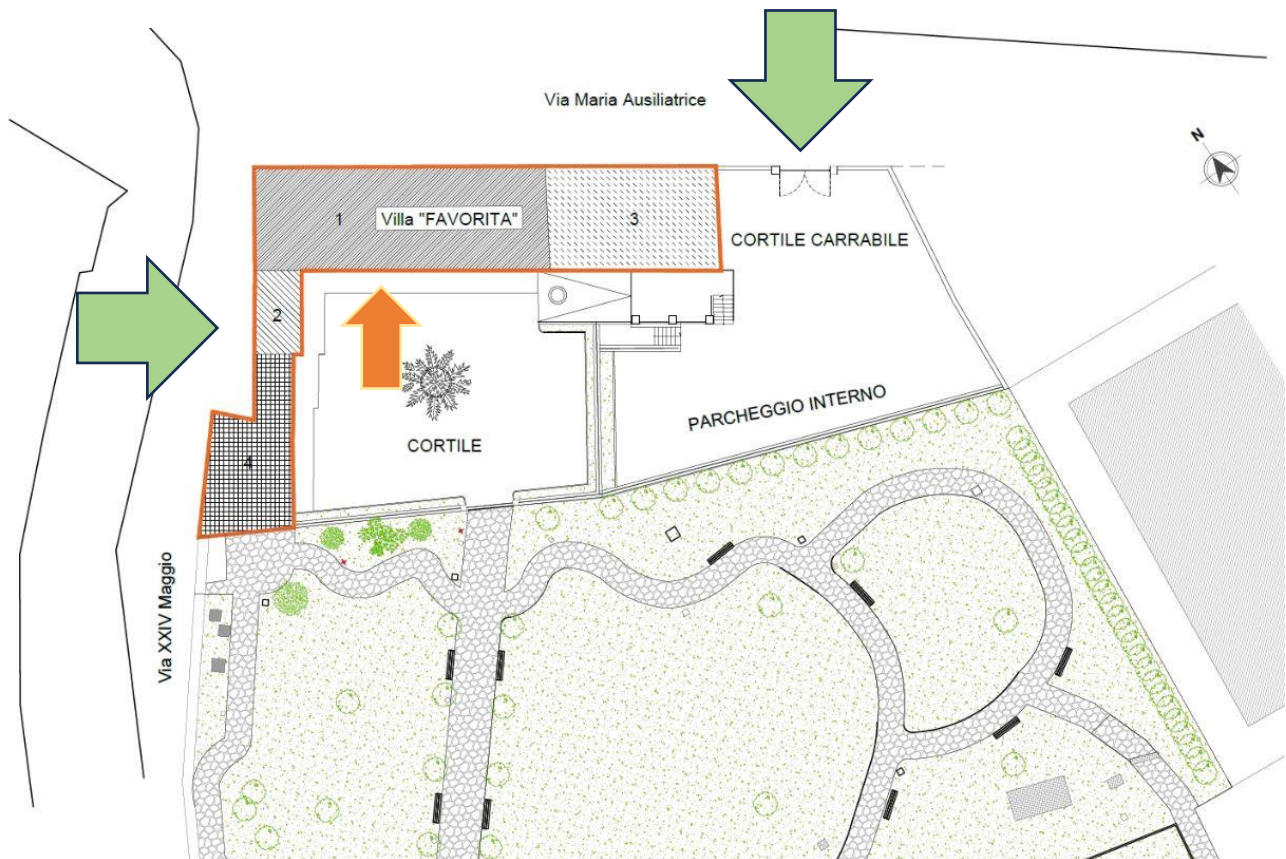 Via Maria Ausiliatrice
N
1
Villa "FAVORITA"
3
CORTILE CARRABILE
2
PARCHEGGIO INTERNO
CORTILE
4
Via XXIV Maggio